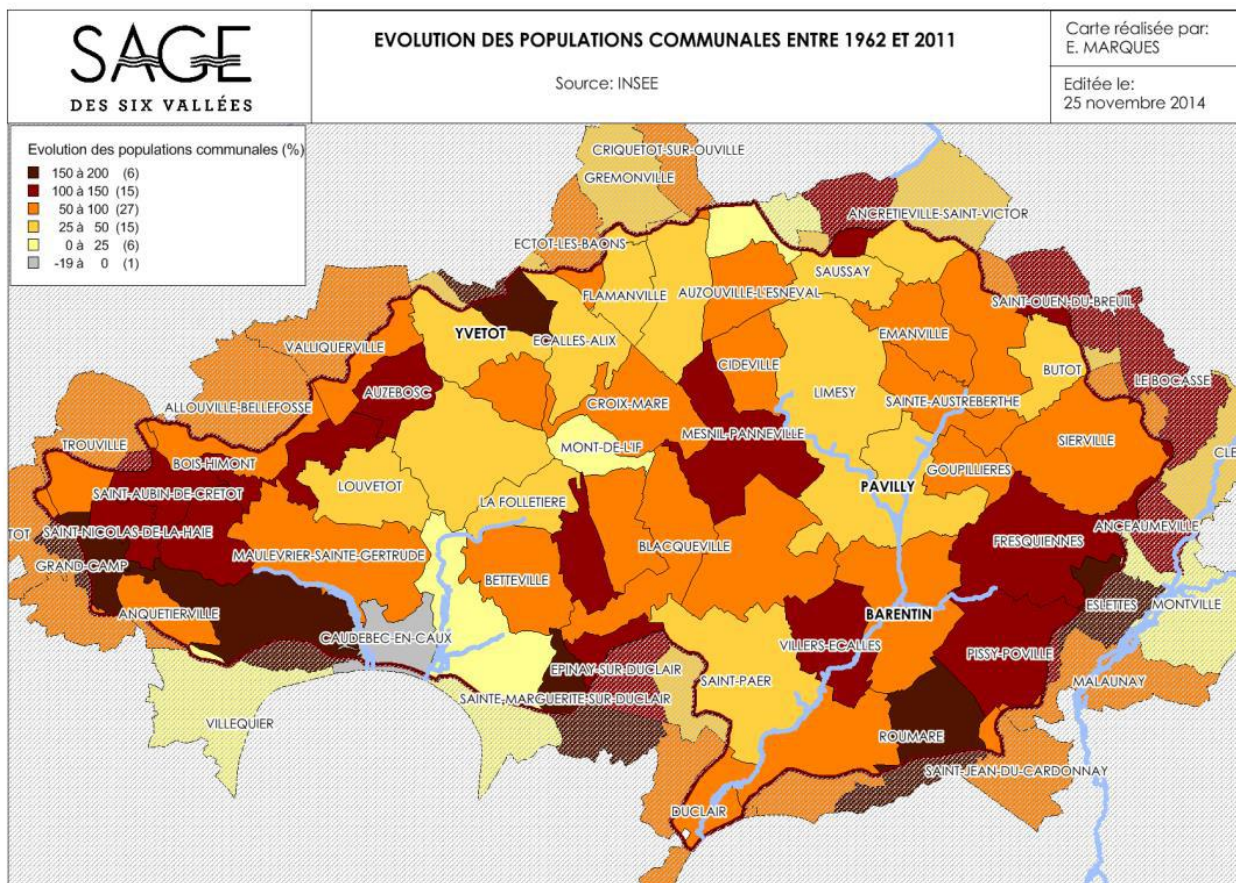 SAGE
DES SIX VALLÉES
EVOLUTION DES POPULATIONS COMMUNALES ENTRE 1962 ET 2011
Source: INSEE
Carte réalisée par:
E. MARQUES
Editée le:
25 novembre 2014
Evolution des populations communales (%)
150 à 200 (6)
100 à 150 (15)
50 à 100 (27)
25 à 50 (15)
0 à 25 (6)
-19 à 0 (1)
CRIQUETOT-SUR-OUVILLE
GREMONVILLE
ANCRETIEVILLE-SAINT-VICTOR
ECTOT-LES-BAONS
SAUSSAY
FLAMANVILLE
AUZOUVILLE-L'ESNEVAL
SAINT-OUEN-DU-BREUIL
YVETOT
ECALLES-ALIX
EMANVILLE
VALLIQUERVILLE
CIDEVILLE
BUTOT
LE BOCASSE
AUZEBOSC
LIMESY
SAINTE-AUSTREBERTHE
ALLOUVILLE-BELLEFOSSE
CROIX-MARE
MESNIL-PANNEVILLE
SIERVILLE
TROUVILLE
MONT-DE-L'IF
CLE
BOIS-HIMONT
GOUPILLIERES
LOUVETOT
PAVILLY
SAINT-AUBIN-DE-CRETOT
LA FOLLETIERE
ANCEAUMEVILLE
TOT
SAINT-NICOLAS-DE-LA-HAIE
FRESQUIENNES
MAULEVRIER-SAINTE-GERTRUDE
BLACQUEVILLE
GRAND-CAMP
BETTEVILLE
ANQUETIERVILLE
BARENTIN
ESLETTES
MONTVILLE
CAUDEBEC-EN-CAUX
VILLERS-ECALLES
PISSY-POVILLE
EPINAY-SUR-DUCLAIR
SAINT-PAER
MALAUNAY
SAINTE-MARGUERITE-SUR-DUCLAIR
VILLEQUIER
ROUMARE
SAINT-JEAN-DU-CARDONNAY
DUCLAIR